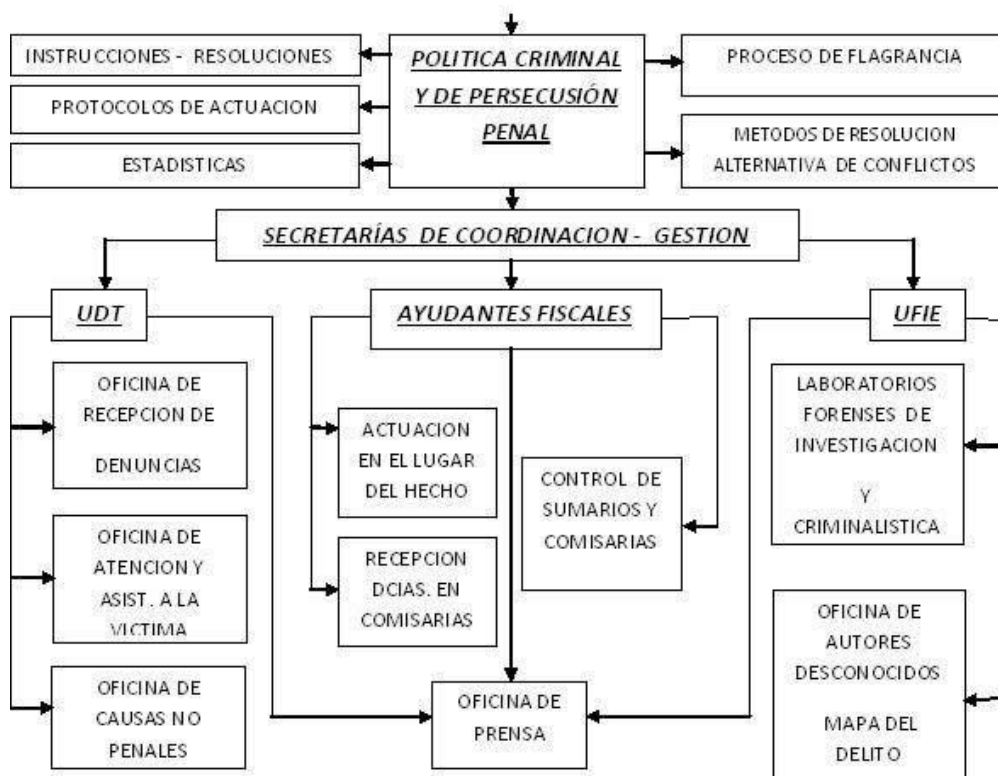 INSTRUCCIONES - RESOLUCIONES
PROTOCOLOS DE ACTUACION
ESTADISTICAS
POLITICA CRIMINAL
Y DE PERSECUSIÓN
PENAL
PROCESO DE FLAGRANCIA
METODOS DE RESOLUCION
ALTERNATIVA DE CONFLICTOS
SECRETARÍAS DE COORDINACION - GESTION
UDT
AYUDANTES FISCALES
UFIE
OFICINA DE
RECEPCION DE
DENUNCIAS
OFICINA DE
ATENCION Y
ASIST. A LA
VICTIMA
OFICINA DE
CAUSAS NO
PENALES
ACTUACION
EN EL LUGAR
DEL HECHO
RECEPCION
DCIAS. EN
COMISARIAS
CONTROL DE
SUMARIOS Y
COMISARIAS
OFICINA DE
PRENSA
LABORATORIOS
FORENSES DE
INVESTIGACION
Y
CRIMINALISTICA
OFICINA DE
AUTORES
DESCONOCIDOS
MAPA DEL
DELITO